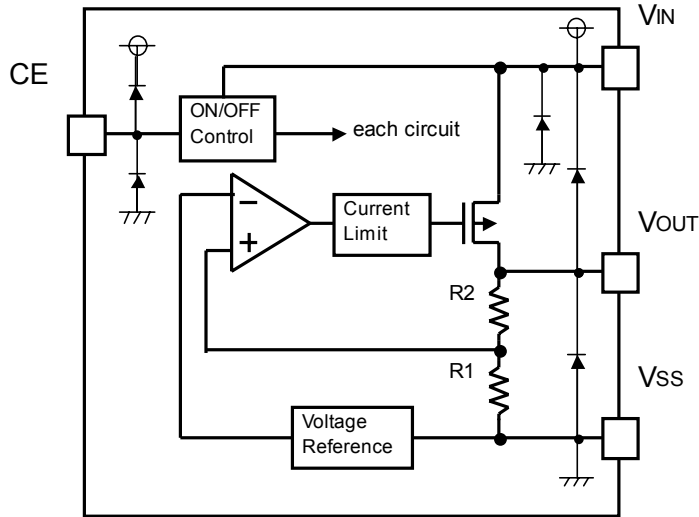 VIN
CE
ON/OFF
Control
each circuit
−
+
Current
Limit
VOUT
R2
R1
VSS
Voltage
Reference